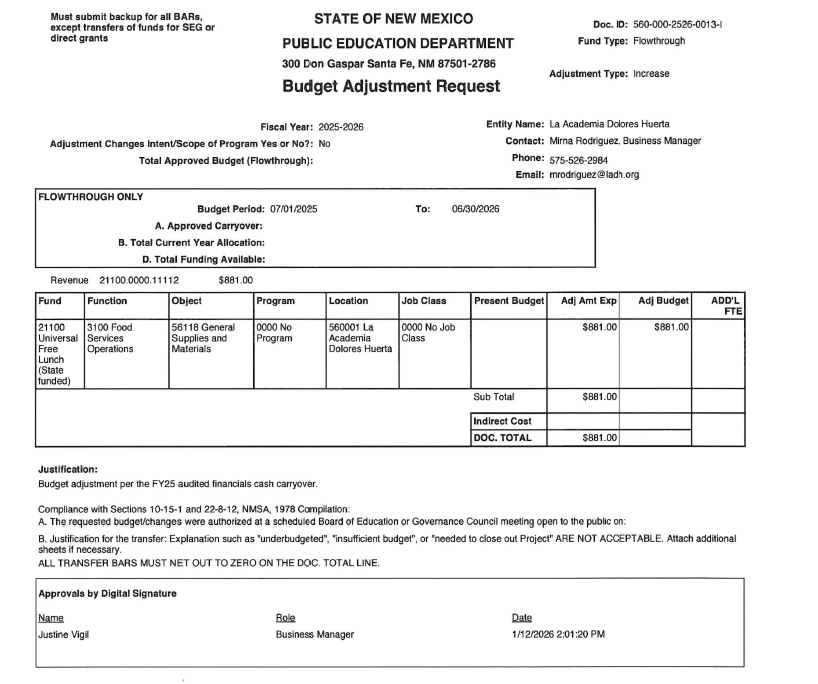 Must submit backup for all BARs,
except transfers of funds for SEG or
direct grants
STATE OF NEW MEXICO
PUBLIC EDUCATION DEPARTMENT
300 Don Gaspar Santa Fe, NM 87501-2786
Budget Adjustment Request
Doc. ID: 560-000-2526-0013-I
Fund Type: Flowthrough
Adjustment Type: Increase
Fiscal Year: 2025-2026
Adjustment Changes Intent/Scope of Program Yes or No?: No
Total Approved Budget (Flowthrough):
Entity Name: La Academia Dolores Huerta
Contact: Mirna Rodriguez, Business Manager
Phone: 575-526-2984
Email: mrodriguez@ladh.org
FLOWTHROUGH ONLY
Budget Period: 07/01/2025 To: 06/30/2026
A. Approved Carryover:
B. Total Current Year Allocation:
D. Total Funding Available:
Revenue 21100.0000.11112 $881.00
Fund Function Object Program Location Job Class Present Budget Adj Amt Exp Adj Budget ADD'L
FTE
21100 3100 Food 56118 General 0000 No 560001 La 0000 No Job $881.00 $881.00
Universal Services Supplies and Program Academia Class
Free Operations Materials Dolores Huerta
Lunch
(State
funded)
Sub Total $881.00
Indirect Cost
DOC. TOTAL $881.00
Justification:
Budget adjustment per the FY25 audited financials cash carryover.
Compliance with Sections 10-15-1 and 22-8-12, NMSA, 1978 Compilation:
A. The requested budget/changes were authorized at a scheduled Board of Education or Governance Council meeting open to the public on:
B. Justification for the transfer: Explanation such as "underbudgeted", "insufficient budget", or "needed to close out Project" ARE NOT ACCEPTABLE. Attach additional
sheets if necessary.
ALL TRANSFER BARS MUST NET OUT TO ZERO ON THE DOC. TOTAL LINE.
Approvals by Digital Signature
Name Role Date
Justine Vigil Business Manager 1/12/2026 2:01:20 PM